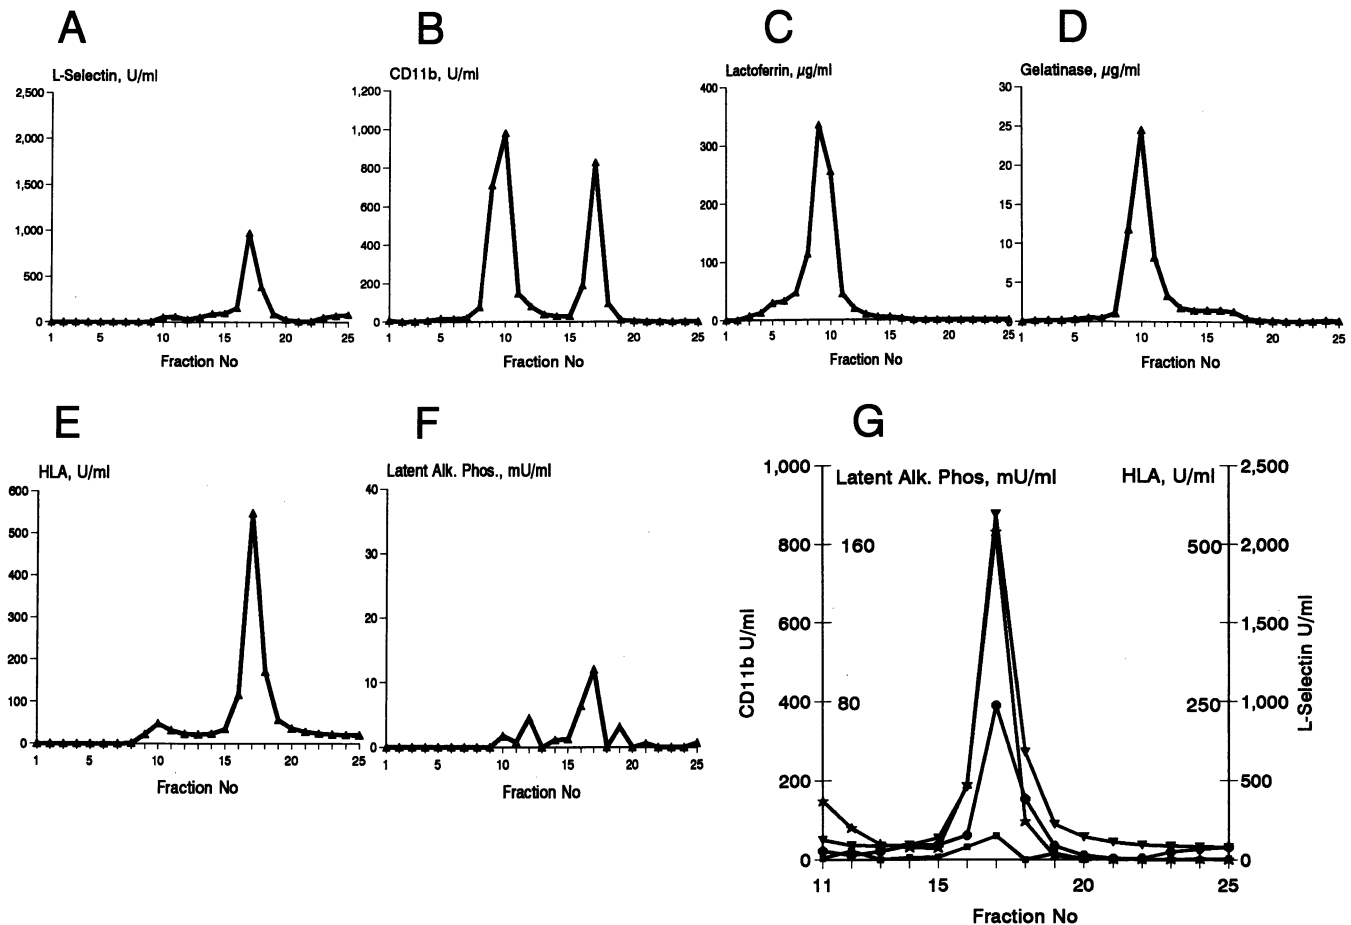 A
L-Selectin, U/ml
2,500
2,000
1,500
1,000
500
0
1 5 10 15 20 25
Fraction No
B
CD11b, U/ml
1,200
1,000
800
600
400
200
0
1 5 10 15 20 25
Fraction No
C
Lactoferrin, µg/ml
400
300
200
100
0
1 5 10 15 20 25
Fraction No
D
Gelatinase, µg/ml
30
25
20
15
10
5
1 5 10 15 20 25
Fraction No
E
HLA, U/ml
600
500
400
300
200
100
0
1 5 10 15 20 25
Fraction No
F
Latent Alk. Phos., mU/ml
40
30
20
10
0
1 5 10 15 20 25
Fraction No
G
Latent Alk. Phos, mU/ml
HLA, U/ml
1,000
800
600
400
200
0
160
80
500
250
2,500
2,000
1,500
1,000
500
0
CD11b U/ml
L-Selectin U/ml
11 15 20 25
Fraction No